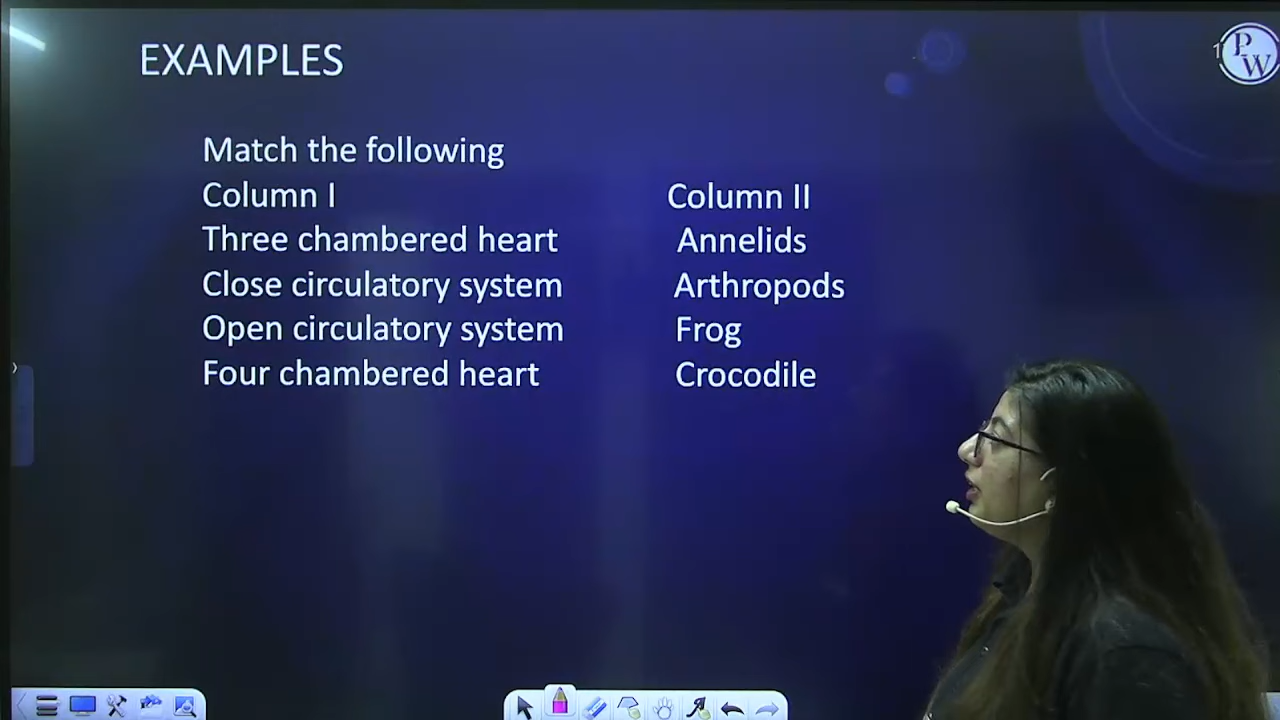 EXAMPLES
PW
Match the following
Column I Column II
Three chambered heart Annelids
Close circulatory system Arthropods
Open circulatory system Frog
Four chambered heart Crocodile